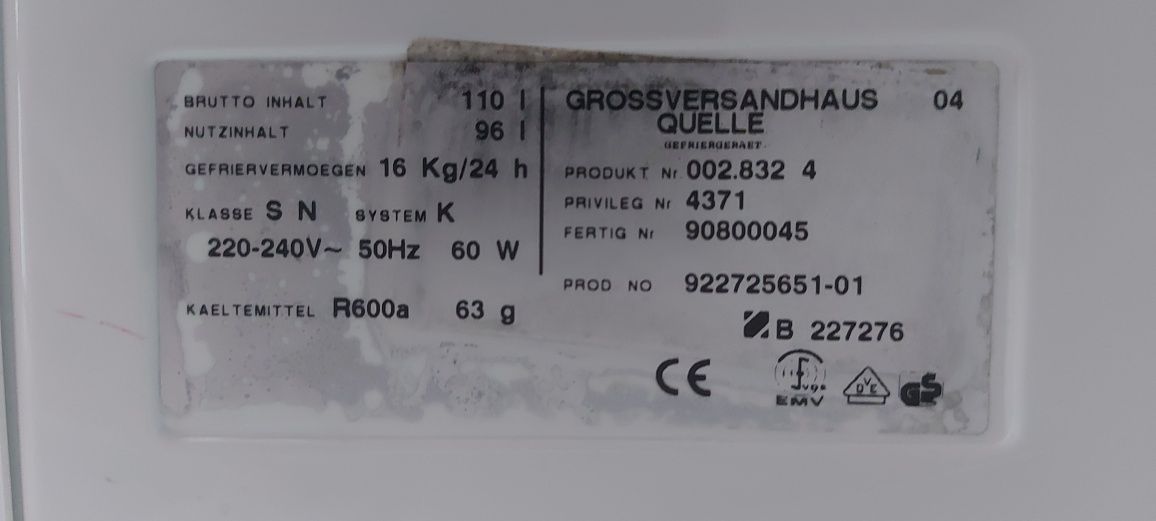 BRUTTO INHALT 110 l
NUTZINHALT 96 l
GEFRIERVERMOEGEN 16 Kg/24 h
KLASSE S N SYSTEM K
220-240V~ 50Hz 60 W
KAELTEMITTEL R600a 63 g
GROSSVERSANDHAUS 04
QUELLE
GEFRIERGERAET
PRODUKT Nr. 002.832 4
PRIVILEG Nr 4371
FERTIG Nr 90800045
PROD NO 922725651-01
B 227276
CE
EMV
DVE
GS